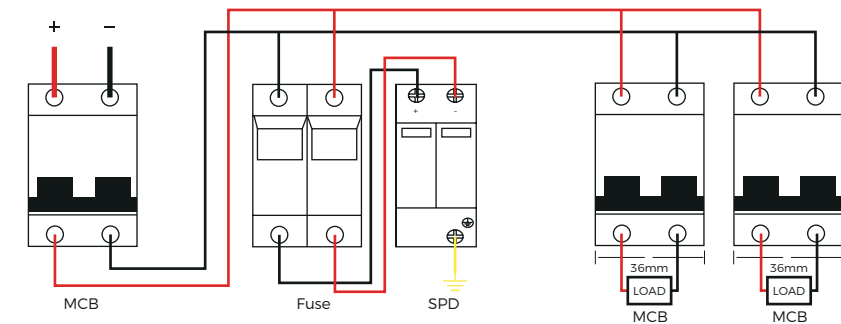 + −
+ -
36mm 36mm
LOAD LOAD
MCB Fuse SPD
MCB MCB